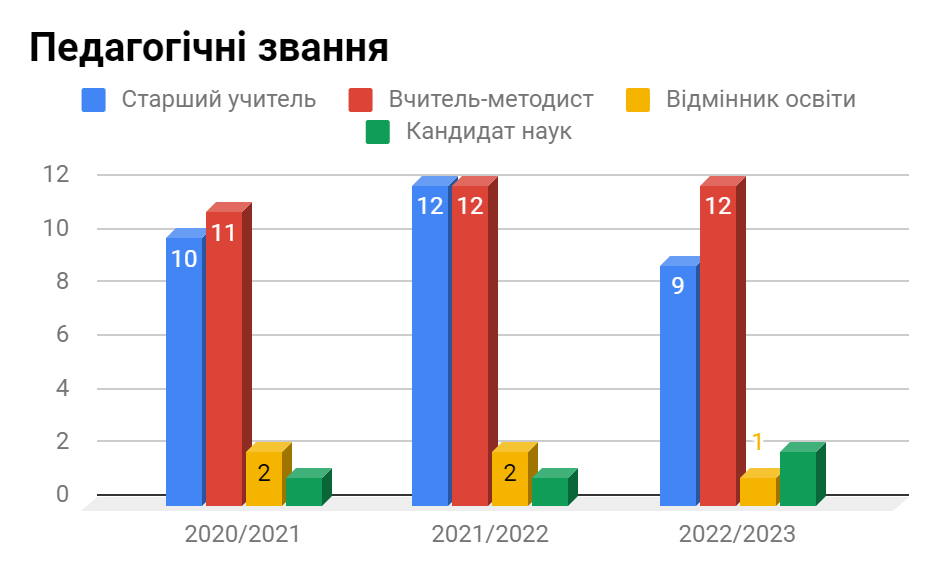 Педагогічні звання
Старший учитель Вчитель-методист Відмінник освіти
Кандидат наук
12
10
8
6
4
2
0
10 11 2
12 12 2
9 12 1
2020/2021 2021/2022 2022/2023